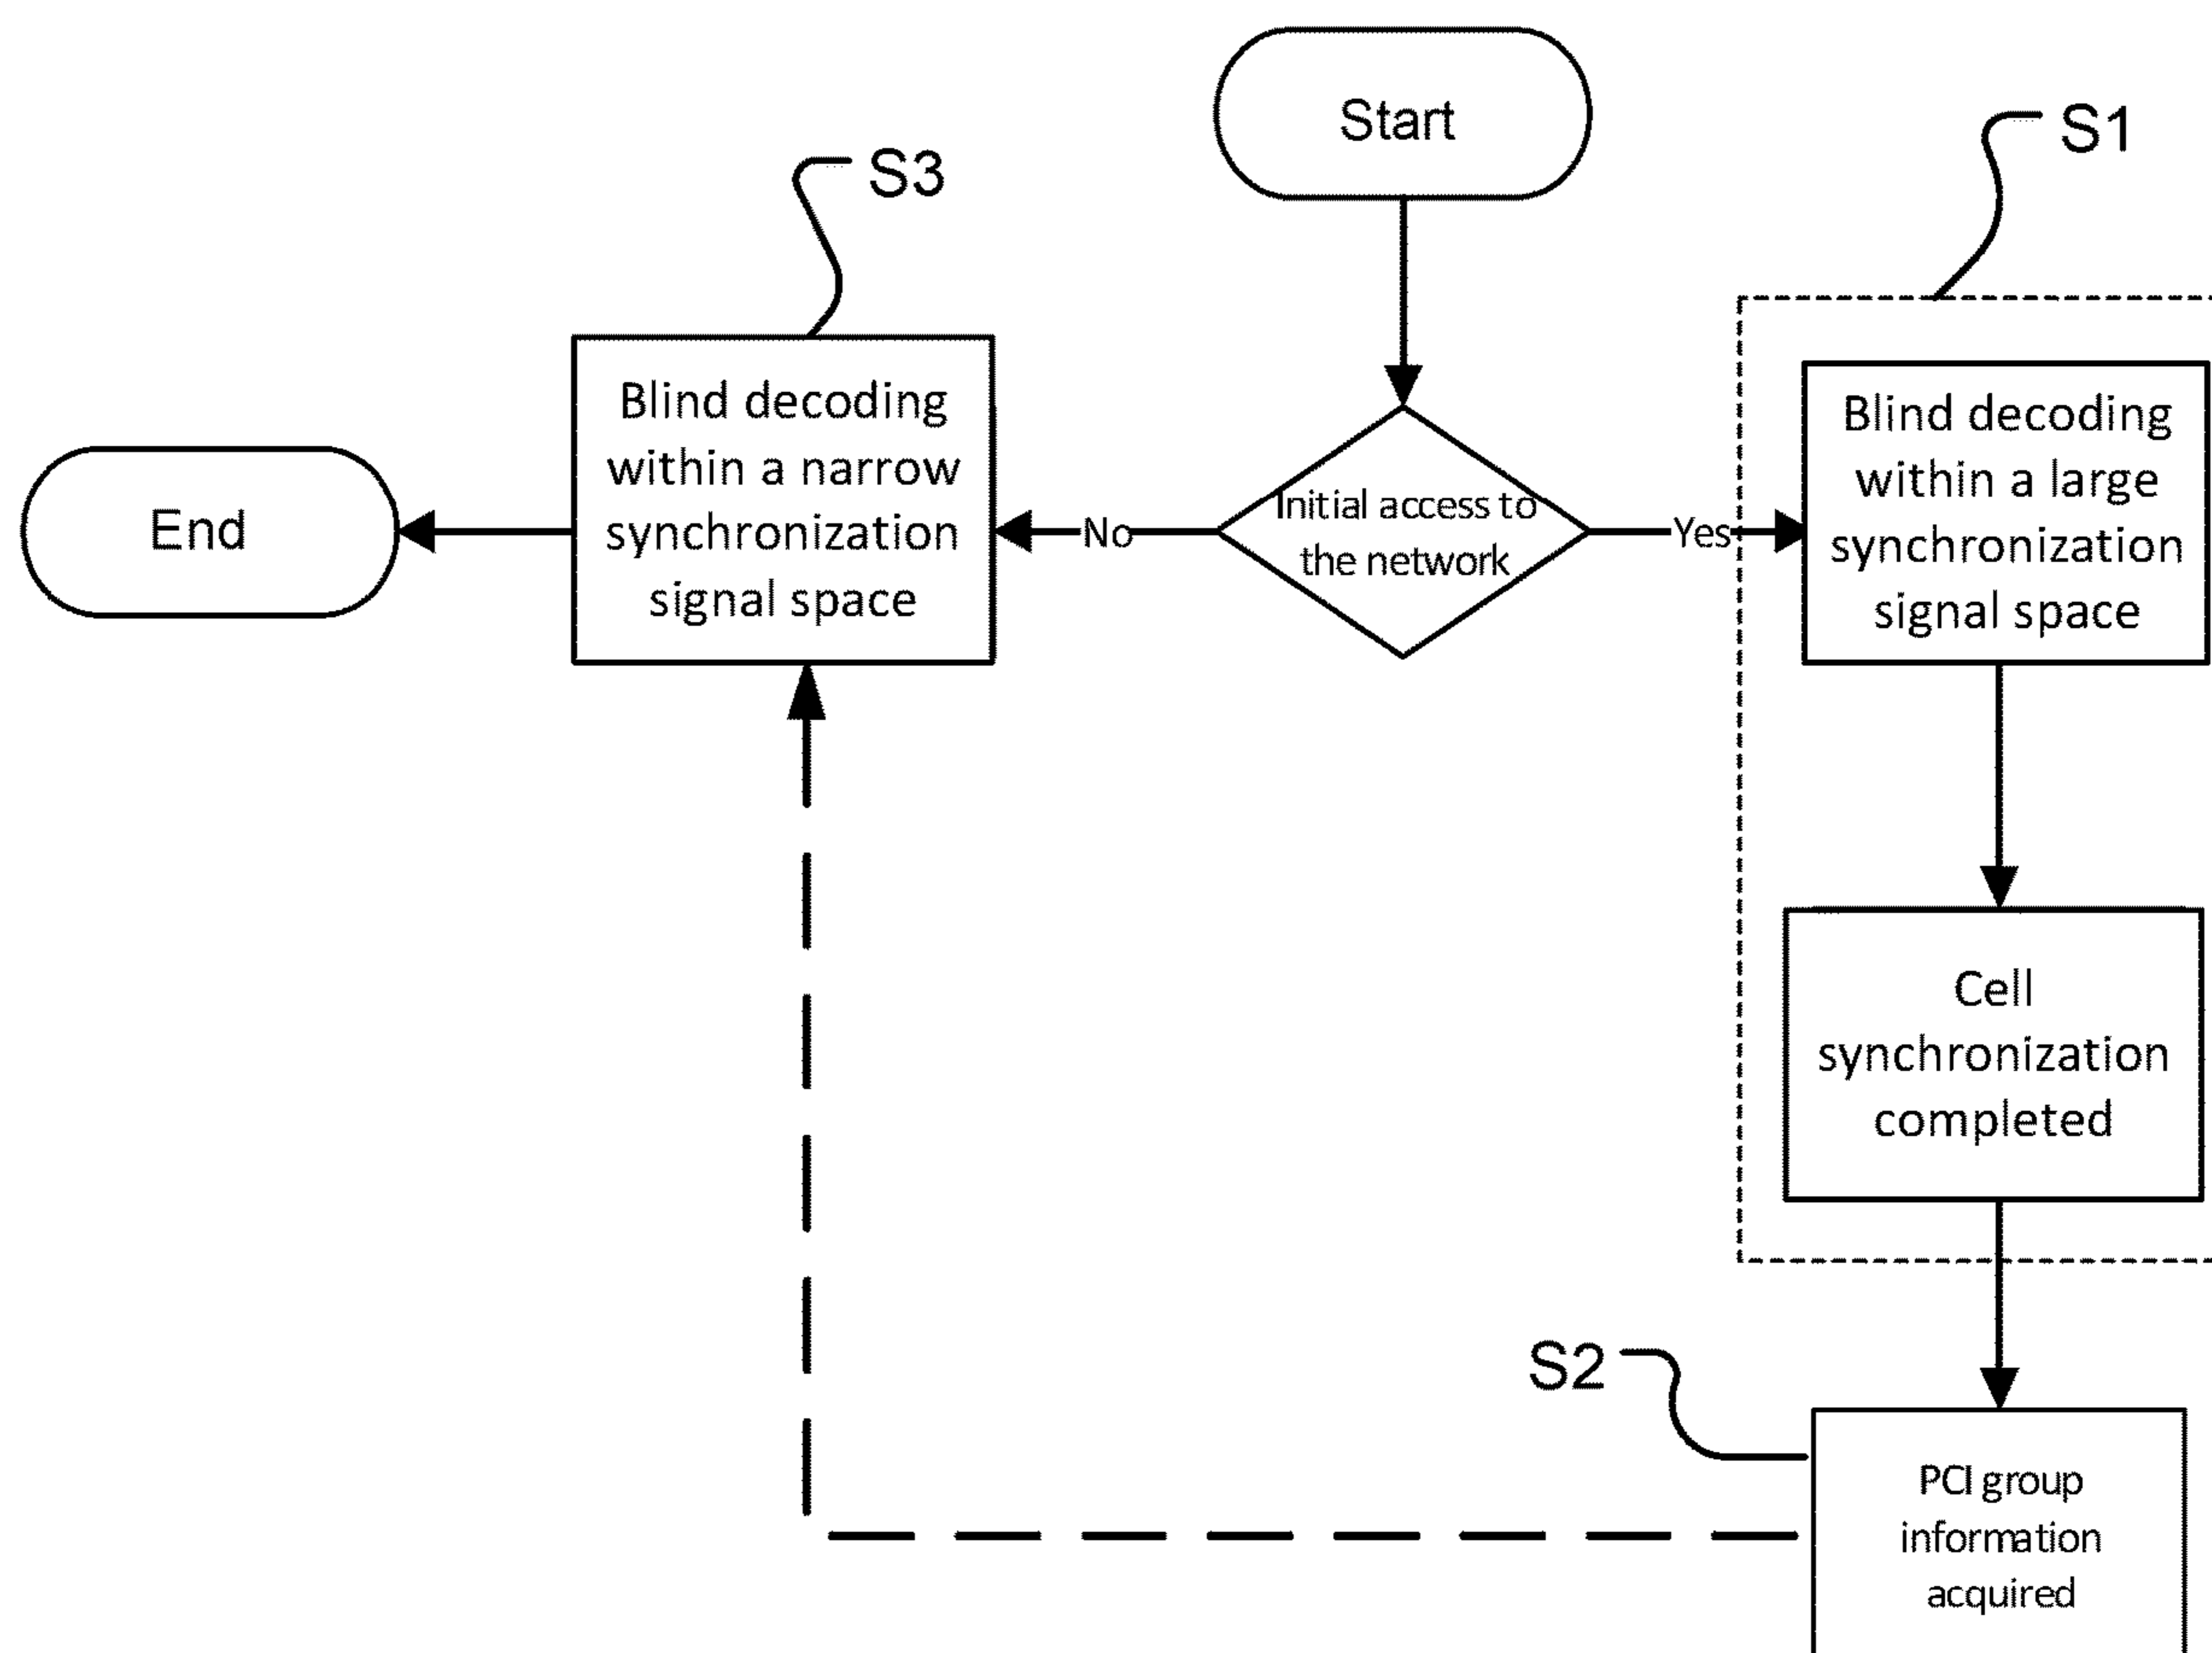 Start
S1
S3
Blind decoding
within a narrow
synchronization
signal space
End
No
Initial access to
the network
Yes
Blind decoding
within a large
synchronization
signal space
Cell
synchronization
completed
S2
PCI group
information
acquired